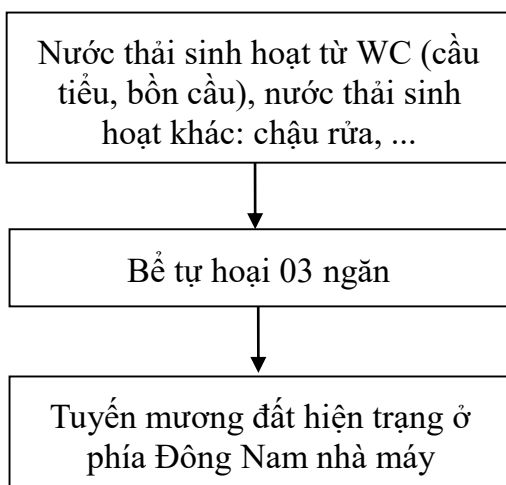 Nước thải sinh hoạt từ WC (cầu
tiểu, bồn cầu), nước thải sinh
hoạt khác: chậu rửa, ...
Bể tự hoại 03 ngăn
Tuyến mương đất hiện trạng ở
phía Đông Nam nhà máy